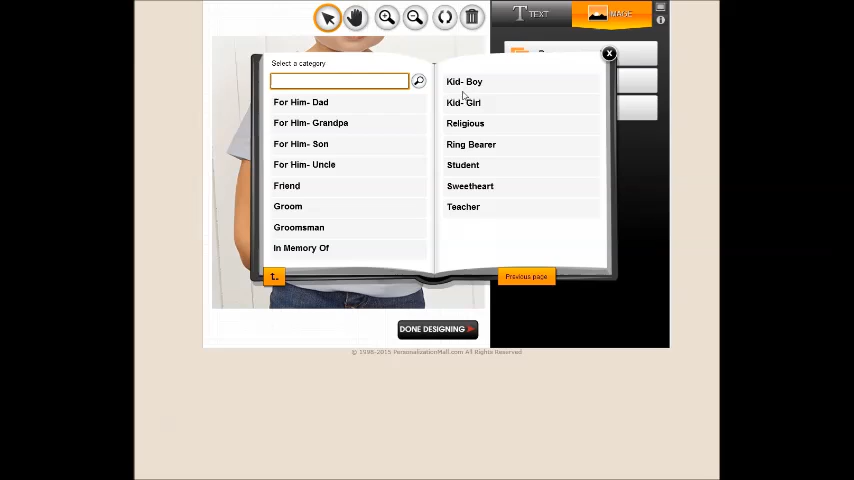 TEXT
IMAGE
Select a category
For Him- Dad
For Him- Grandpa
For Him- Son
For Him- Uncle
Friend
Groom
Groomsman
In Memory Of
Kid- Boy
Kid- Girl
Religious
Ring Bearer
Student
Sweetheart
Teacher
t..
Previous page
DONE DESIGNING
© 1998-2015 PersonalizationMall.com All Rights Reserved